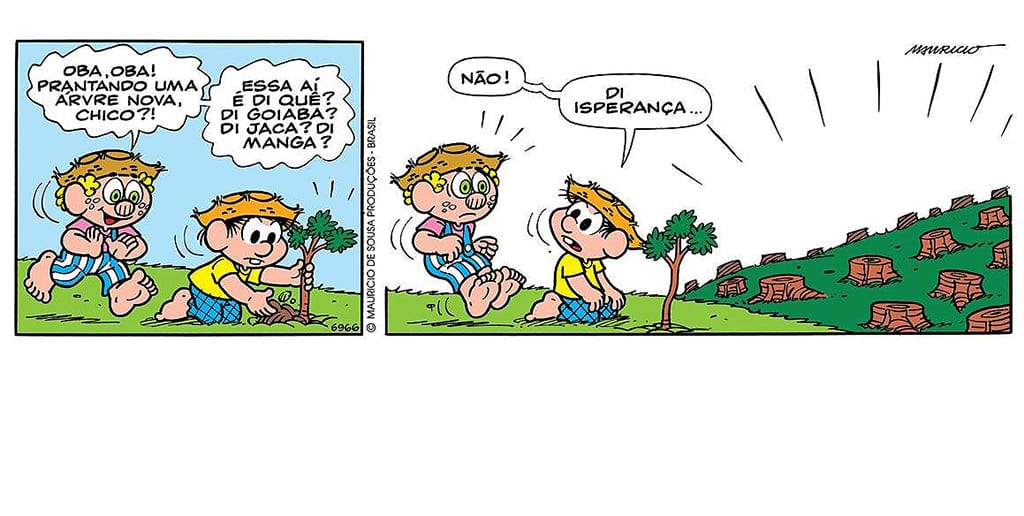 OBA, OBA!
PRANTANDO UMA
ÁRVRE NOVA,
CHICO?!
ESSA AÍ
É DI QUÊ?
DI GOIABA?
DI JACA? DI
MANGA?
6966
© MAURICIO DE SOUSA PRODUÇÕES - BRASIL
NÃO!
DI
ISPERANÇA...
MAURICIO